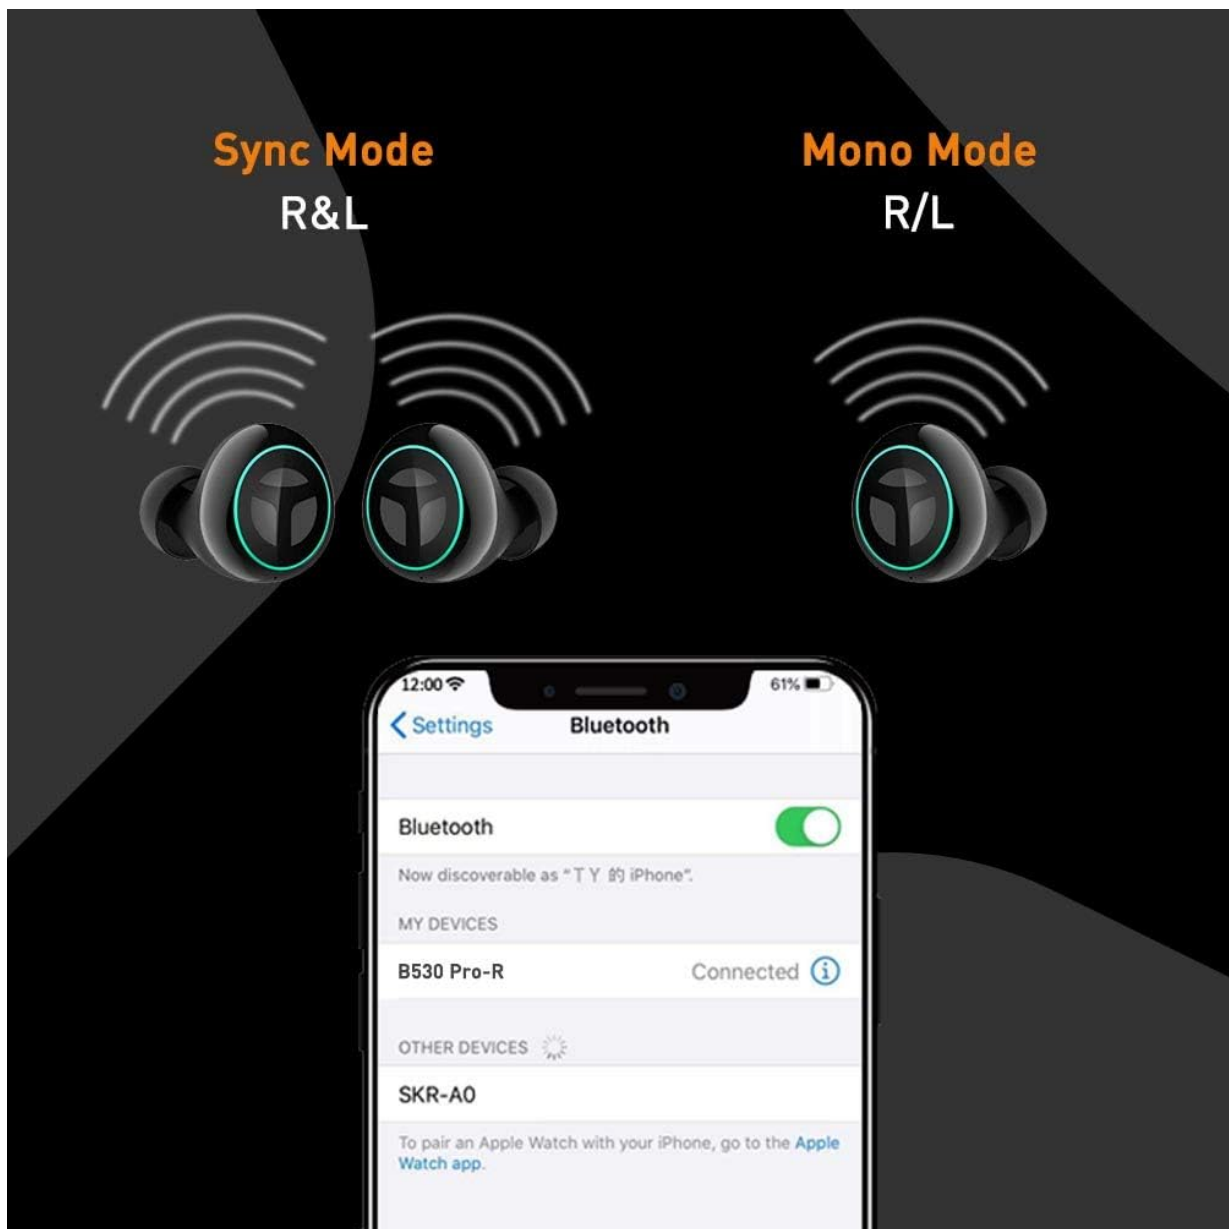 Sync Mode
R&L
Mono Mode
R/L
12:00
61%
Settings
Bluetooth
Bluetooth
Now discoverable as “T Y 的 iPhone”.
MY DEVICES
B530 Pro-R
Connected
OTHER DEVICES
SKR-A0
To pair an Apple Watch with your iPhone, go to the Apple
Watch app.